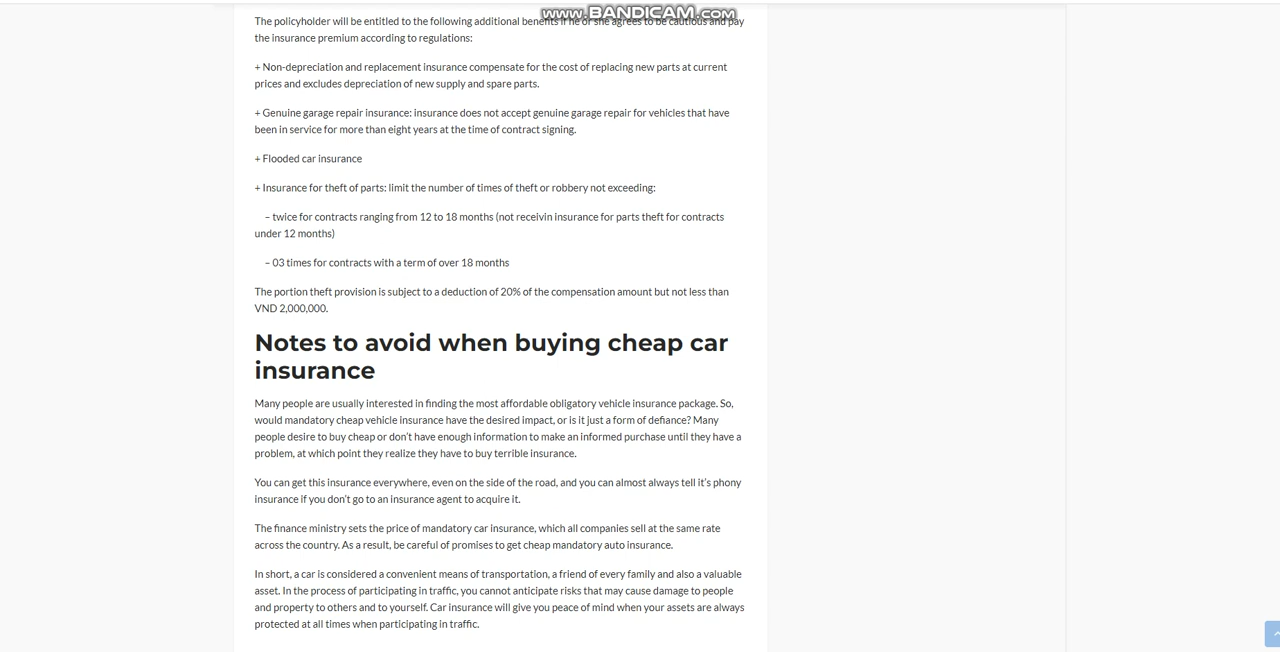 www.BANDICAM.com
The policyholder will be entitled to the following additional benefits if he or she agrees to be cautious and pay
the insurance premium according to regulations:
+ Non-depreciation and replacement insurance compensate for the cost of replacing new parts at current
prices and excludes depreciation of new supply and spare parts.
+ Genuine garage repair insurance: insurance does not accept genuine garage repair for vehicles that have
been in service for more than eight years at the time of contract signing.
+ Flooded car insurance
+ Insurance for theft of parts: limit the number of times of theft or robbery not exceeding:
– twice for contracts ranging from 12 to 18 months (not receivin insurance for parts theft for contracts
under 12 months)
– 03 times for contracts with a term of over 18 months
The portion theft provision is subject to a deduction of 20% of the compensation amount but not less than
VND 2,000,000.
Notes to avoid when buying cheap car
insurance
Many people are usually interested in finding the most affordable obligatory vehicle insurance package. So,
would mandatory cheap vehicle insurance have the desired impact, or is it just a form of defiance? Many
people desire to buy cheap or don't have enough information to make an informed purchase until they have a
problem, at which point they realize they have to buy terrible insurance.
You can get this insurance everywhere, even on the side of the road, and you can almost always tell it's phony
insurance if you don't go to an insurance agent to acquire it.
The finance ministry sets the price of mandatory car insurance, which all companies sell at the same rate
across the country. As a result, be careful of promises to get cheap mandatory auto insurance.
In short, a car is considered a convenient means of transportation, a friend of every family and also a valuable
asset. In the process of participating in traffic, you cannot anticipate risks that may cause damage to people
and property to others and to yourself. Car insurance will give you peace of mind when your assets are always
protected at all times when participating in traffic.